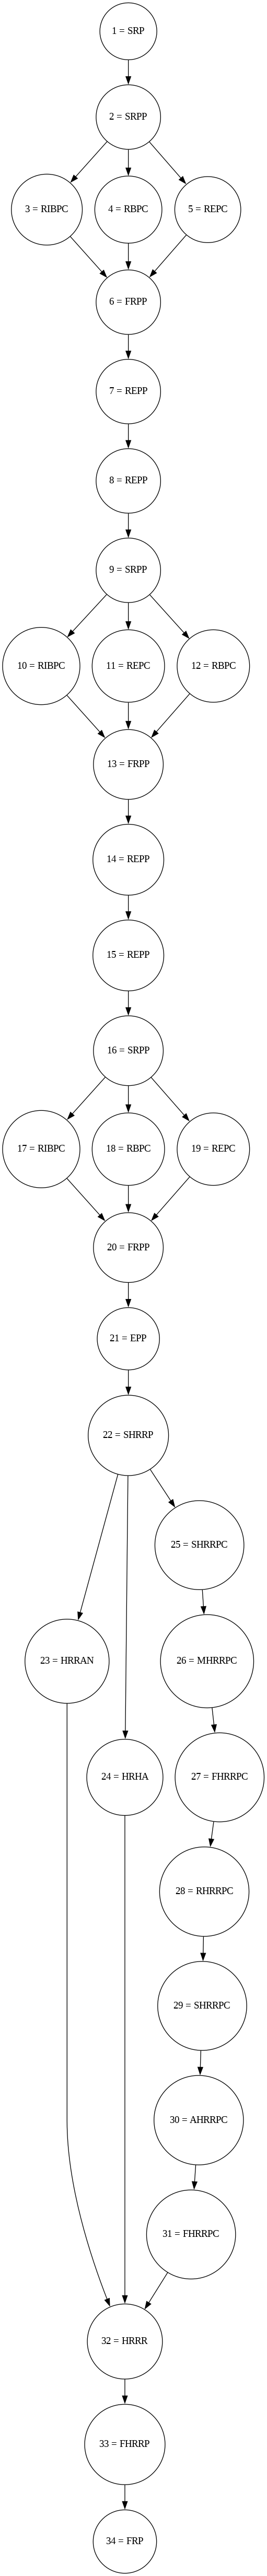 1 = SRP
2 = SRPP
3 = RIBPC
4 = RBPC
5 = REPC
6 = FRPP
7 = REPP
8 = REPP
9 = SRPP
10 = RIBPC
11 = REPC
12 = RBPC
13 = FRPP
14 = REPP
15 = REPP
16 = SRPP
17 = RIBPC
18 = RBPC
19 = REPC
20 = FRPP
21 = EPP
22 = SHRRP
25 = SHRRPC
23 = HRRAN
26 = MHRRPC
24 = HRHA
27 = FHRRPC
28 = RHRRPC
29 = SHRRPC
30 = AHRRPC
31 = FHRRPC
32 = HRRR
33 = FHRRP
34 = FRP